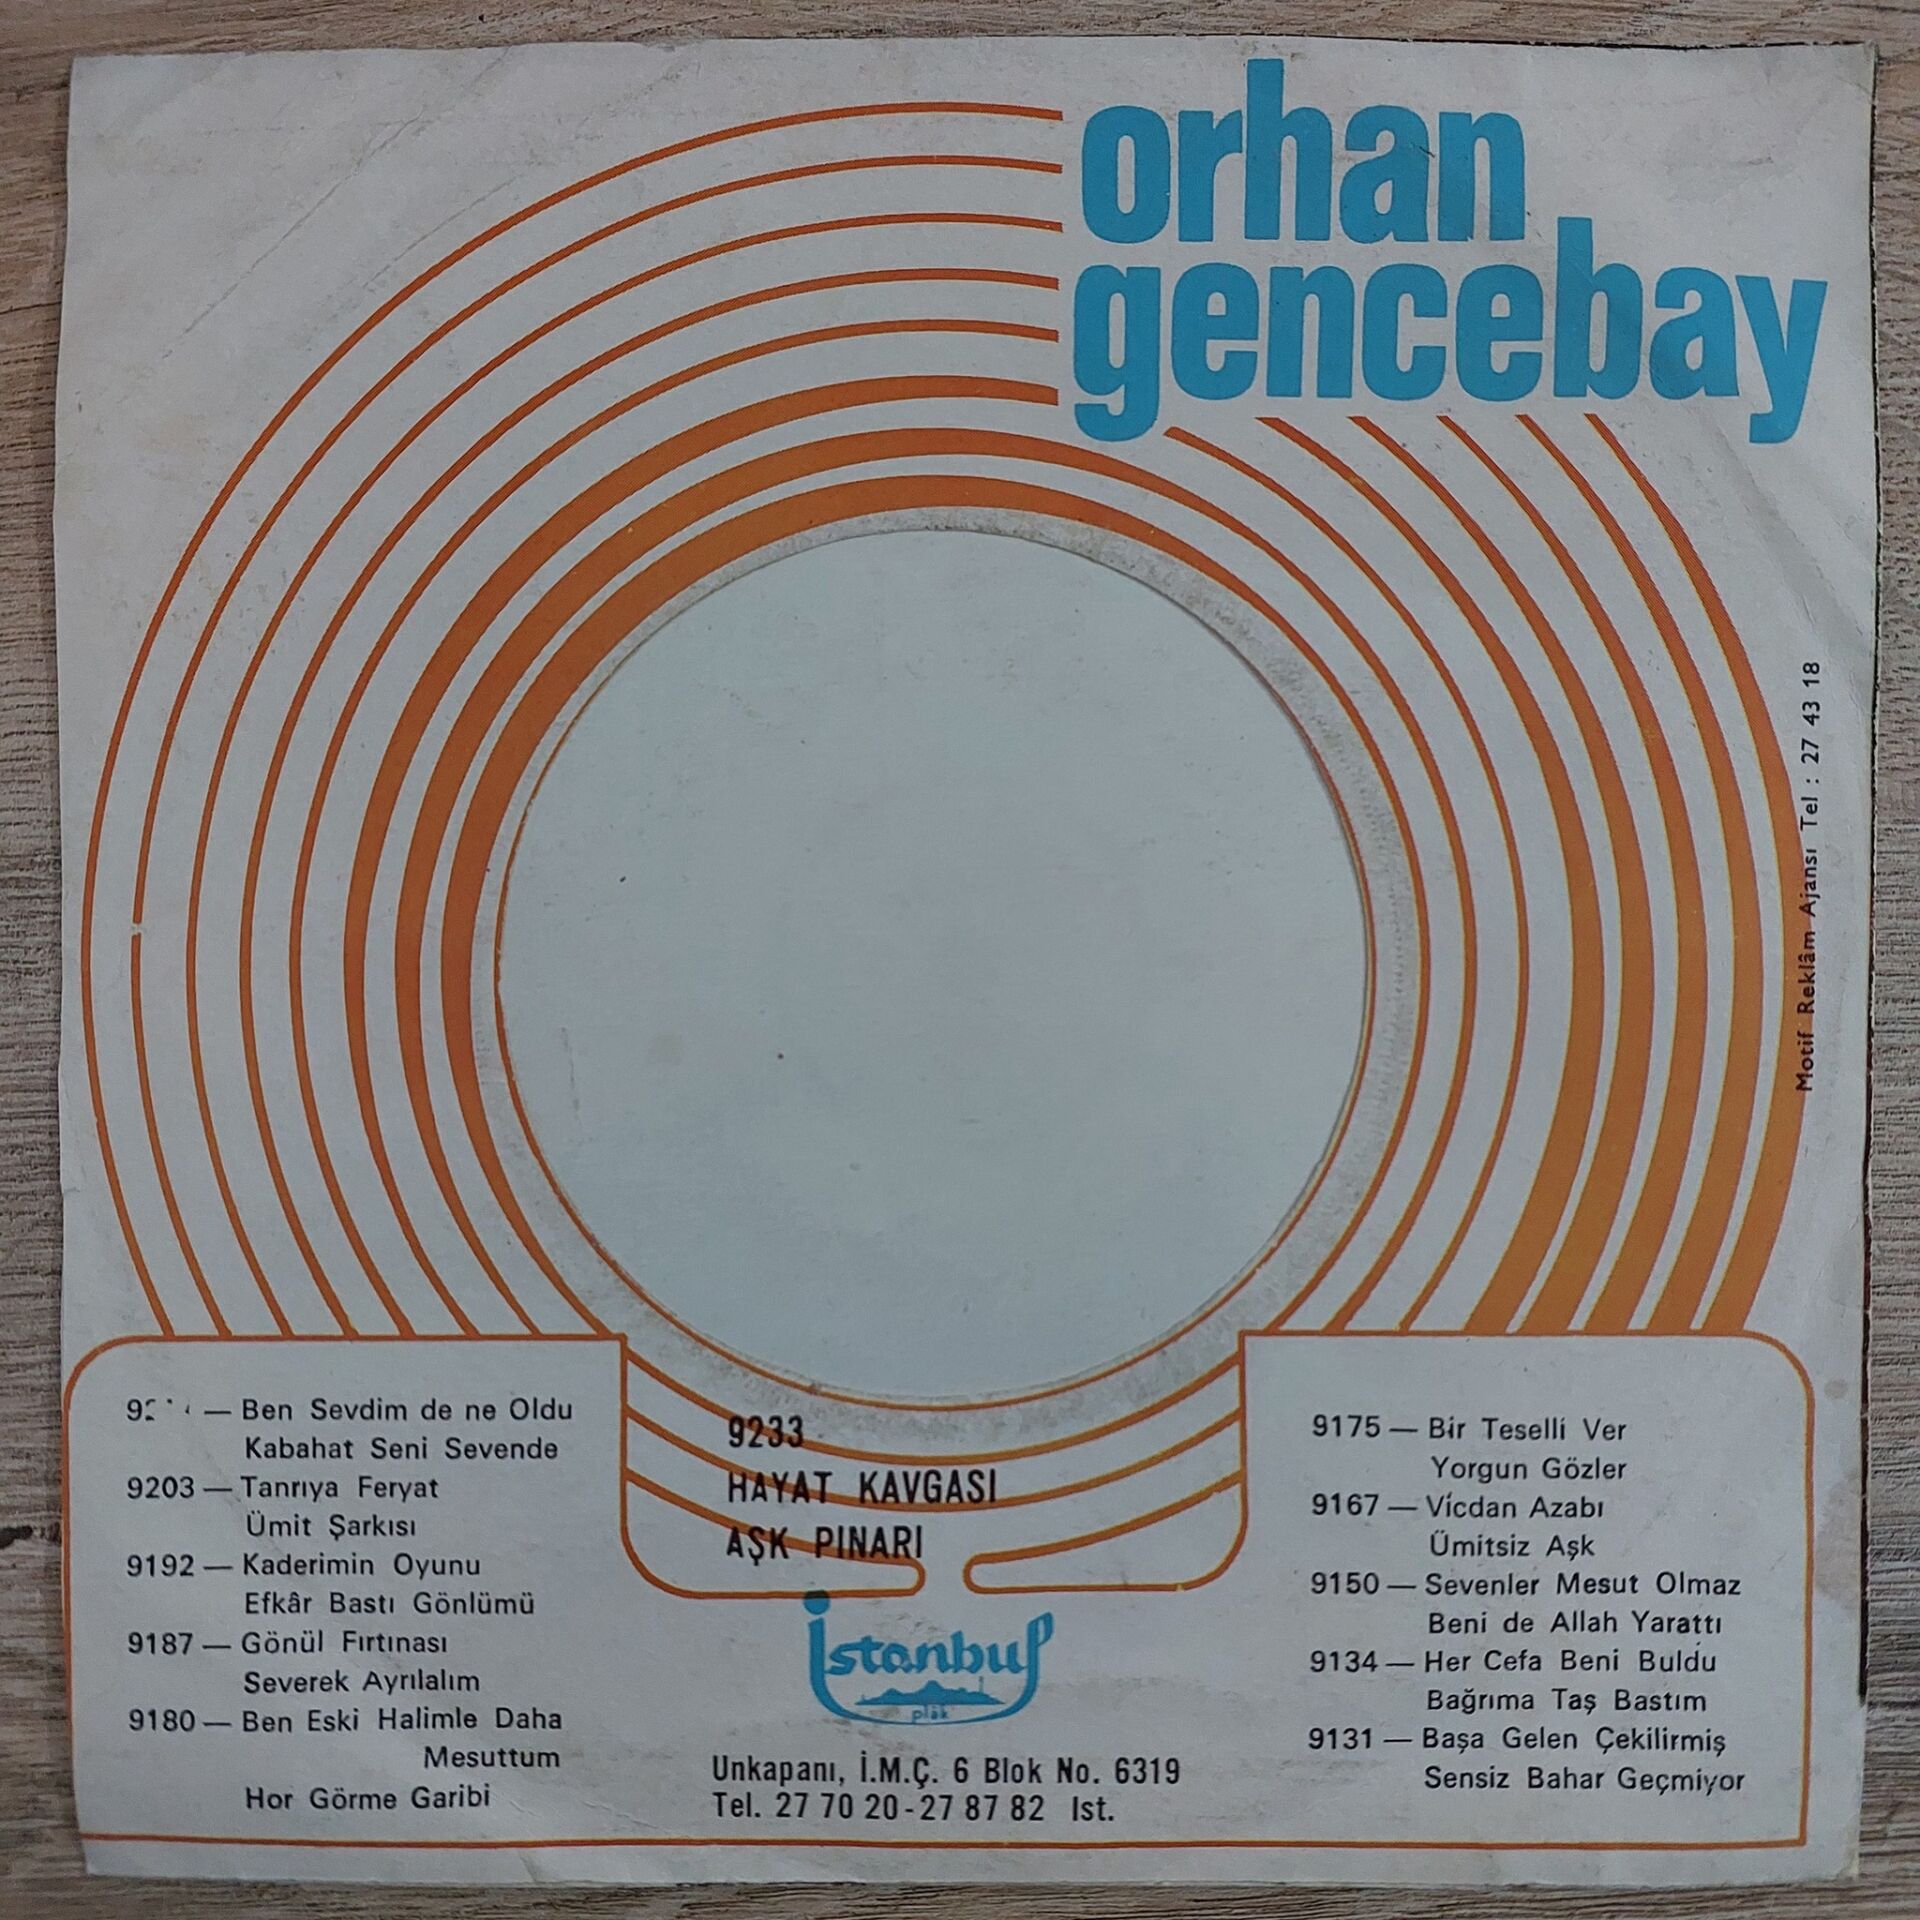 orhan
gencebay
Motif Reklâm Ajansı Tel : 27 43 18
— Ben Sevdim de ne Oldu
Kabahat Seni Sevende
9203 — Tanrıya Feryat
Ümit Şarkısı
9192 — Kaderimin Oyunu
Efkâr Bastı Gönlümü
9187 — Gönül Fırtınası
Severek Ayrılalım
9180 — Ben Eski Halimle Daha
Mesuttum
Hor Görme Garibi
9233
HAYAT KAVGASI
AŞK PINARI
istanbul
plâk
Unkapanı, İ.M.Ç. 6 Blok No. 6319
Tel. 27 70 20-27 87 82 Ist.
9175 — Bir Teselli Ver
Yorgun Gözler
9167 — Vicdan Azabı
Ümitsiz Aşk
9150 — Sevenler Mesut Olmaz
Beni de Allah Yarattı
9134 — Her Cefa Beni Buldu
Bağrıma Taş Bastım
9131 — Başa Gelen Çekilirmiş
Sensiz Bahar Geçmiyor